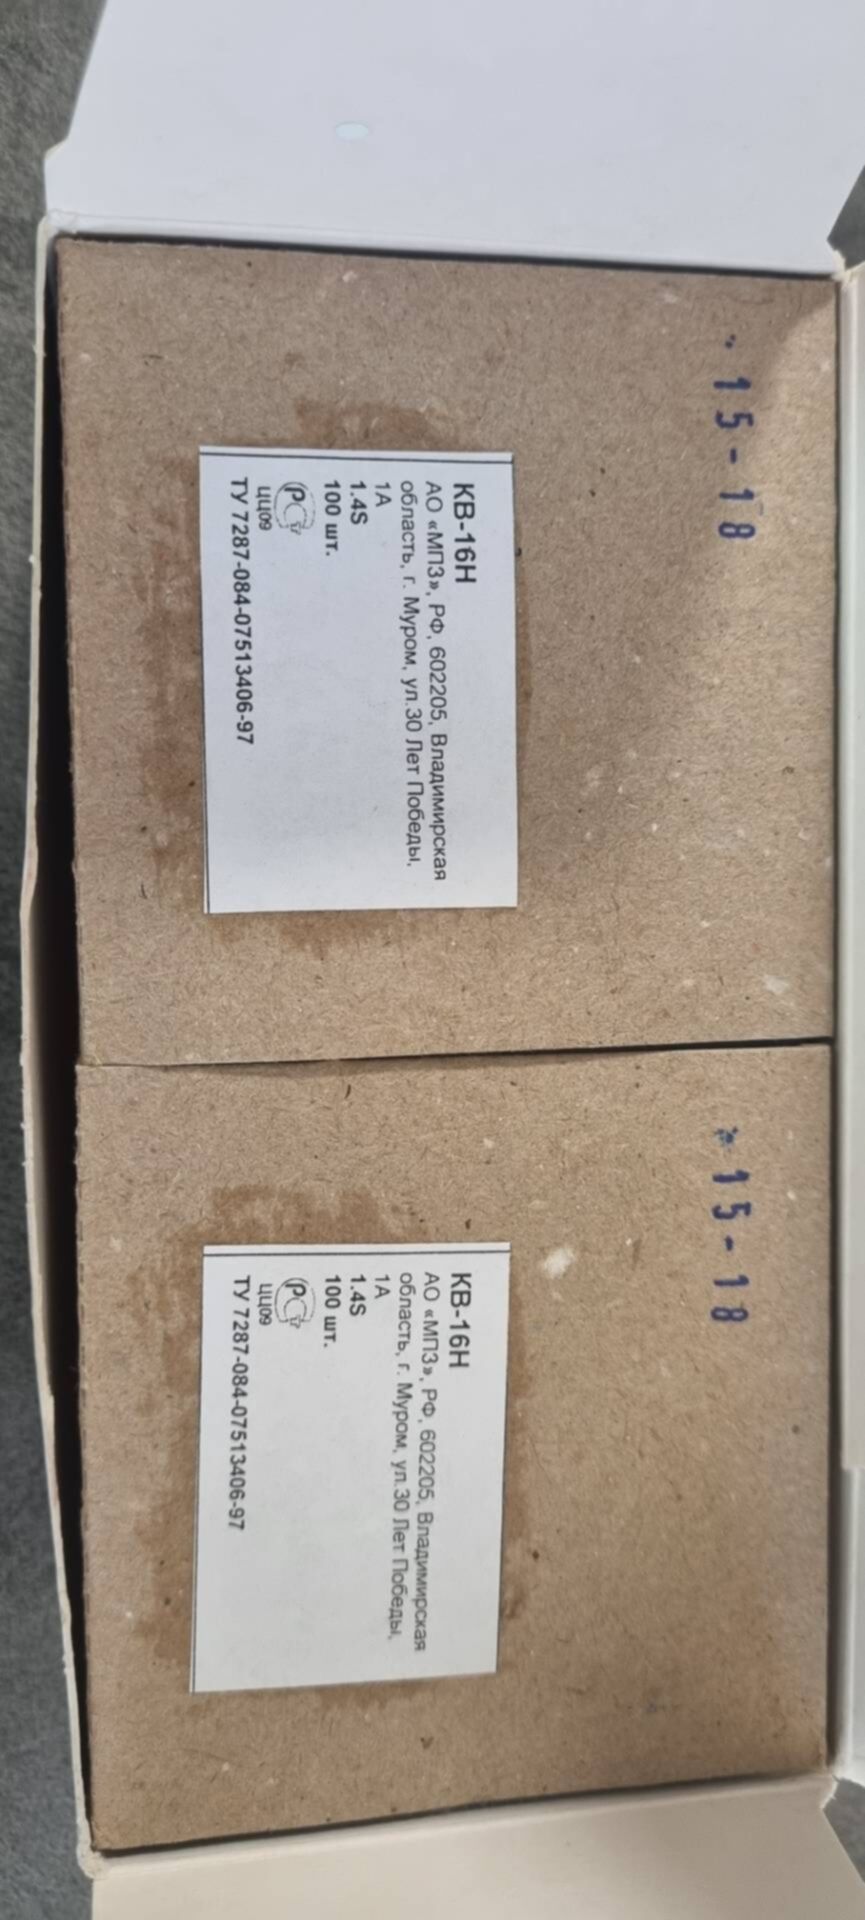 15-18
КВ-16Н
АО «МПЗ», РФ, 602205, Владимирская
область, г. Муром, ул.30 Лет Победы,
1А
1.4S
100 шт.
РСТ
ЦЦ09
ТУ 7287-084-07513406-97
15-18
КВ-16Н
АО «МПЗ», РФ, 602205, Владимирская
область, г. Муром, ул.30 Лет Победы,
1А
1.4S
100 шт.
РСТ
ЦЦ09
ТУ 7287-084-07513406-97